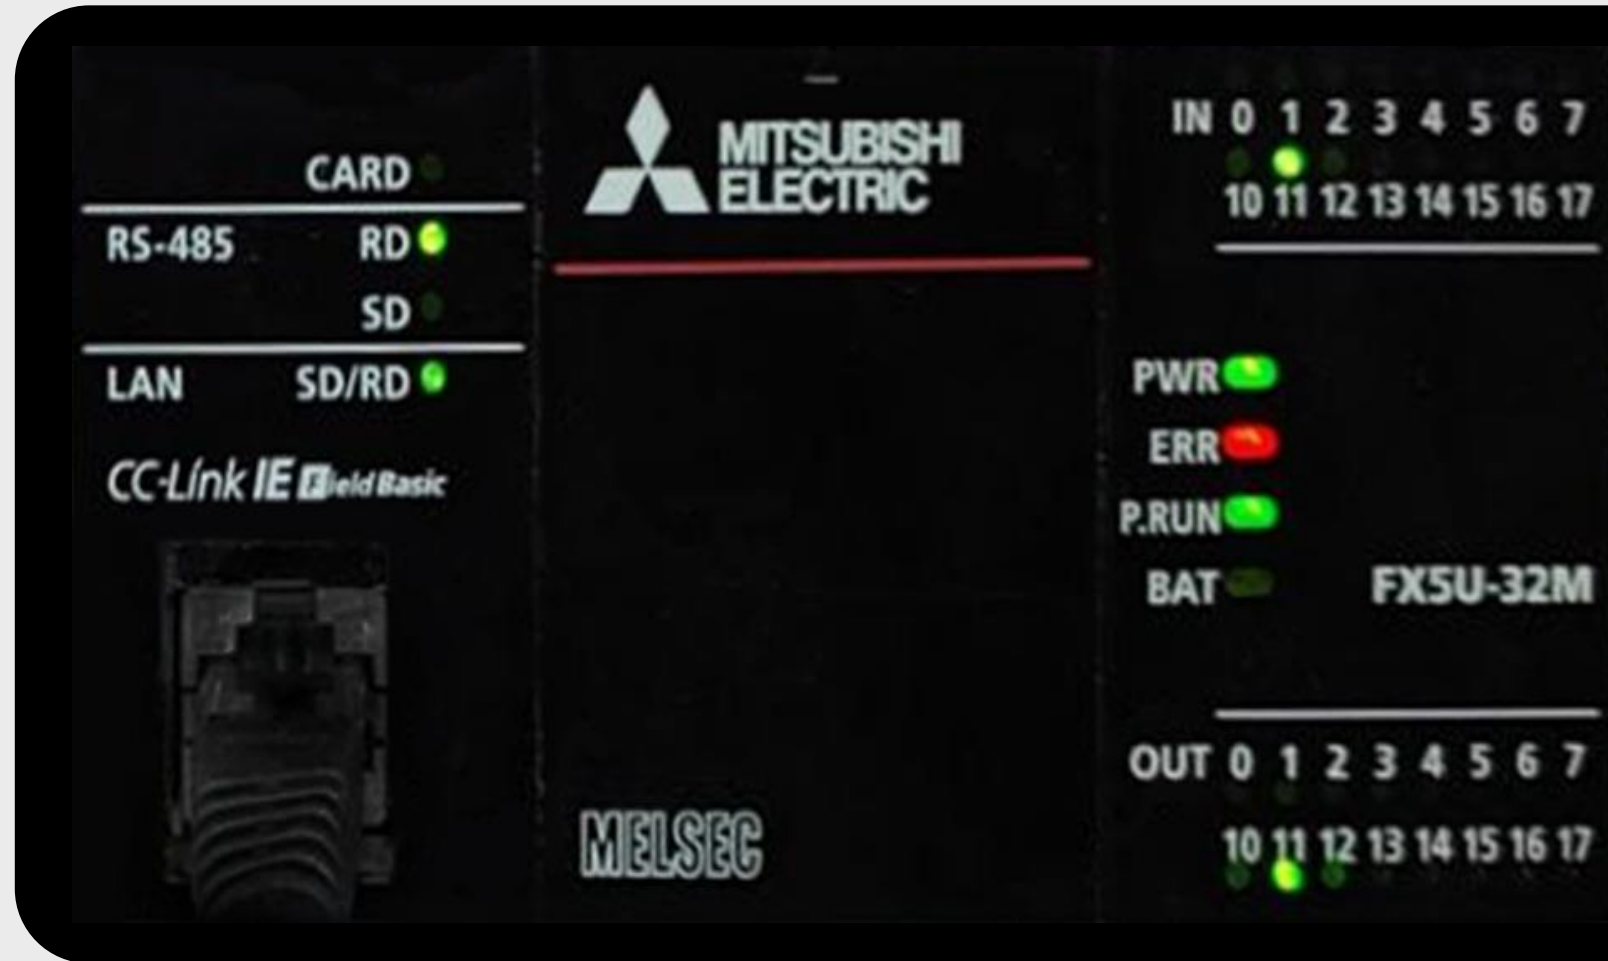 CARD
RS-485 RD
SD
LAN SD/RD
CC-Link IE Field Basic
MITSUBISHI
ELECTRIC
MELSEC
IN 0 1 2 3 4 5 6 7
10 11 12 13 14 15 16 17
PWR
ERR
P.RUN
BAT
FX5U-32M
OUT 0 1 2 3 4 5 6 7
10 11 12 13 14 15 16 17